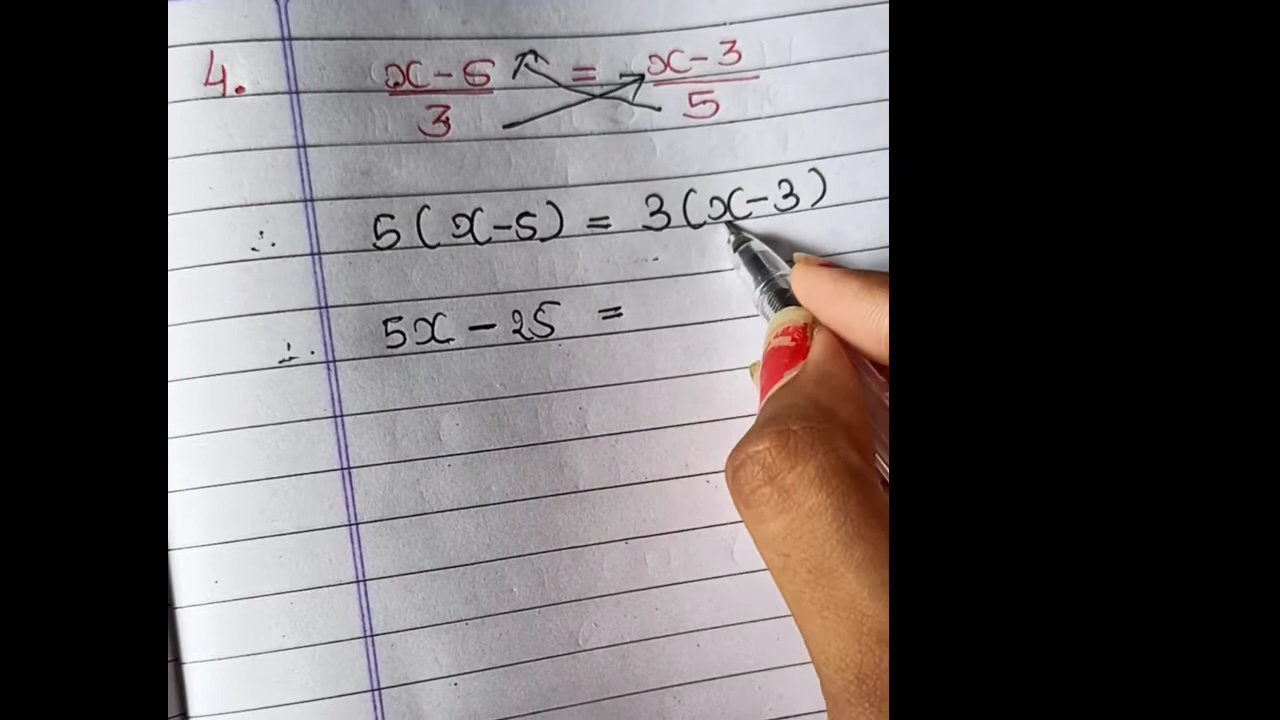 4. x-5/3 = x-3/5
∴ 5(x-5) = 3(x-3)
∴ 5x - 25 =